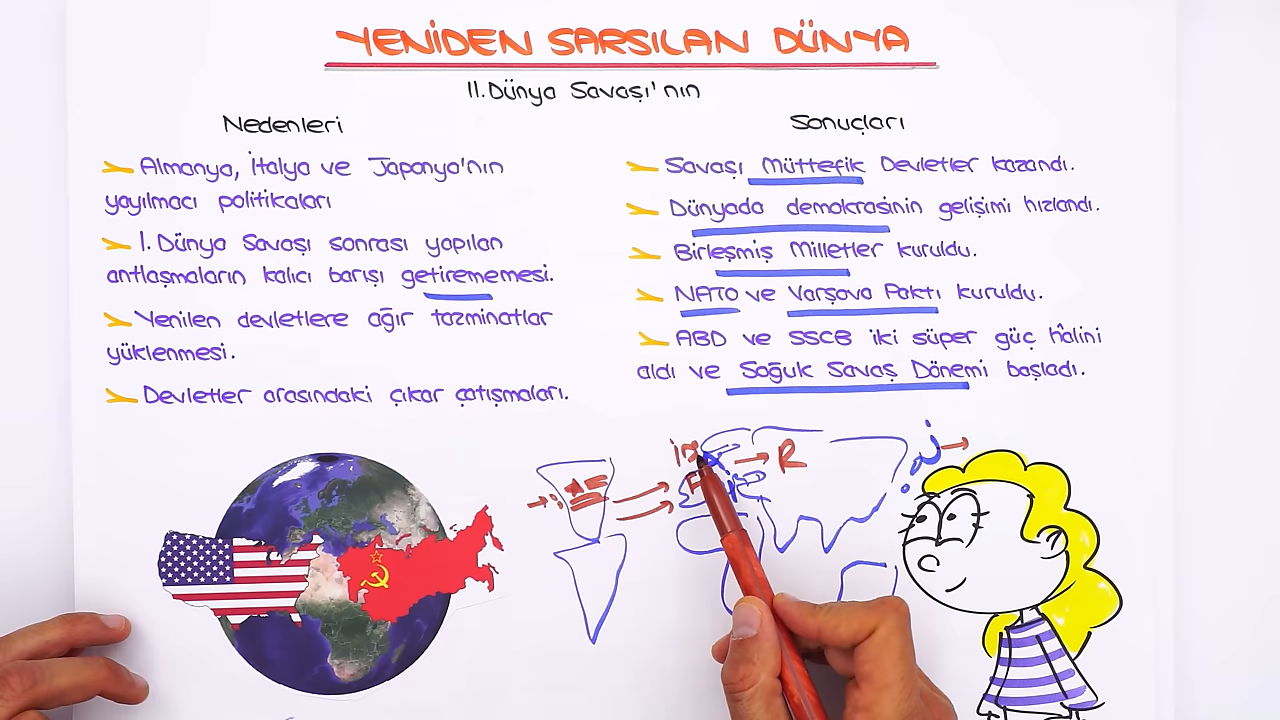 YENİDEN SARSILAN DÜNYA
II.Dünya Savaşı'nın
Nedenleri
Almanya, İtalya ve Japonya'nın
yayılmacı politikaları
I. Dünya Savaşı sonrası yapılan
antlaşmaların kalıcı barışı getirememesi.
Yenilen devletlere ağır tazminatlar
yüklenmesi.
Devletler arasındaki çıkar çatışmaları.
Sonuçları
Savaşı Müttefik Devletler kazandı.
Dünyada demokrasinin gelişimi hızlandı.
Birleşmiş Milletler kuruldu.
NATO ve Varşova Paktı kuruldu.
ABD ve SSCB iki süper güç hâlini
aldı ve Soğuk Savaş Dönemi başladı.
R